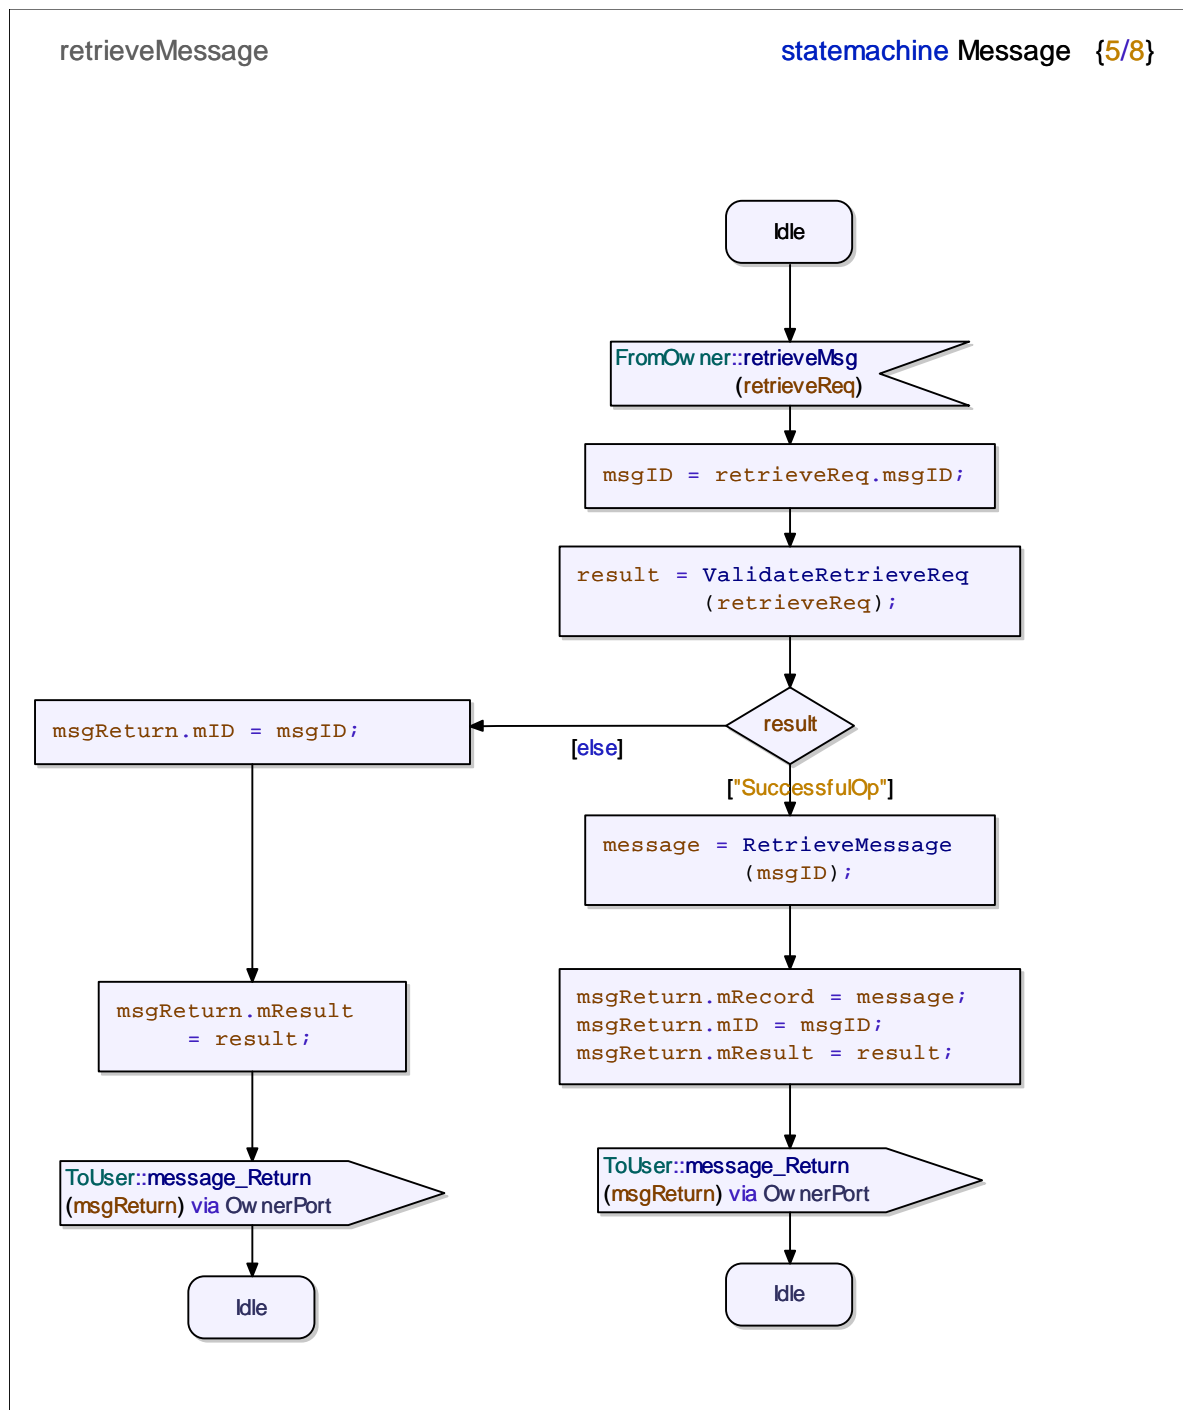 retrieveMessage
statemachine Message {5/8}
Idle
FromOwner::retrieveMsg
(retrieveReq)
msgID = retrieveReq.msgID;
result = ValidateRetrieveReq
(retrieveReq);
result
[else]
["SuccessfulOp"]
msgReturn.mID = msgID;
message = RetrieveMessage
(msgID);
msgReturn.mResult
= result;
msgReturn.mRecord = message;
msgReturn.mID = msgID;
msgReturn.mResult = result;
ToUser::message_Return
(msgReturn) via OwnerPort
ToUser::message_Return
(msgReturn) via OwnerPort
Idle
Idle